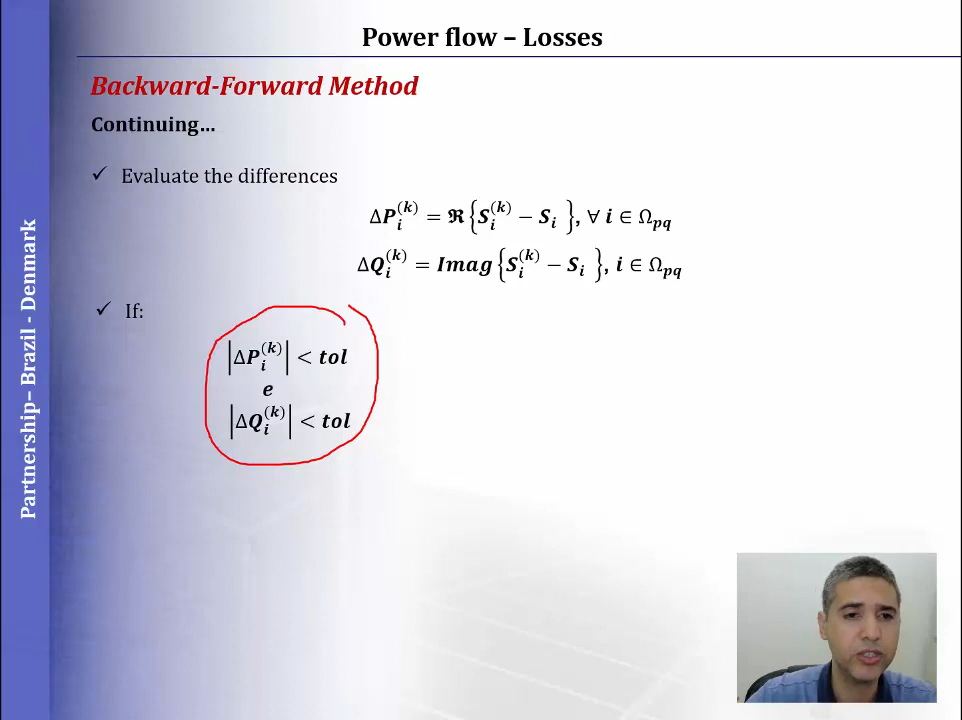 Power flow – Losses
Backward-Forward Method
Continuing…
✓ Evaluate the differences
ΔP_i^(k) = ℜ{S_i^(k) − S_i}, ∀ i ∈ Ω_pq
ΔQ_i^(k) = Imag{S_i^(k) − S_i}, i ∈ Ω_pq
✓ If:
|ΔP_i^(k)| < tol
e
|ΔQ_i^(k)| < tol
Partnership– Brazil - Denmark